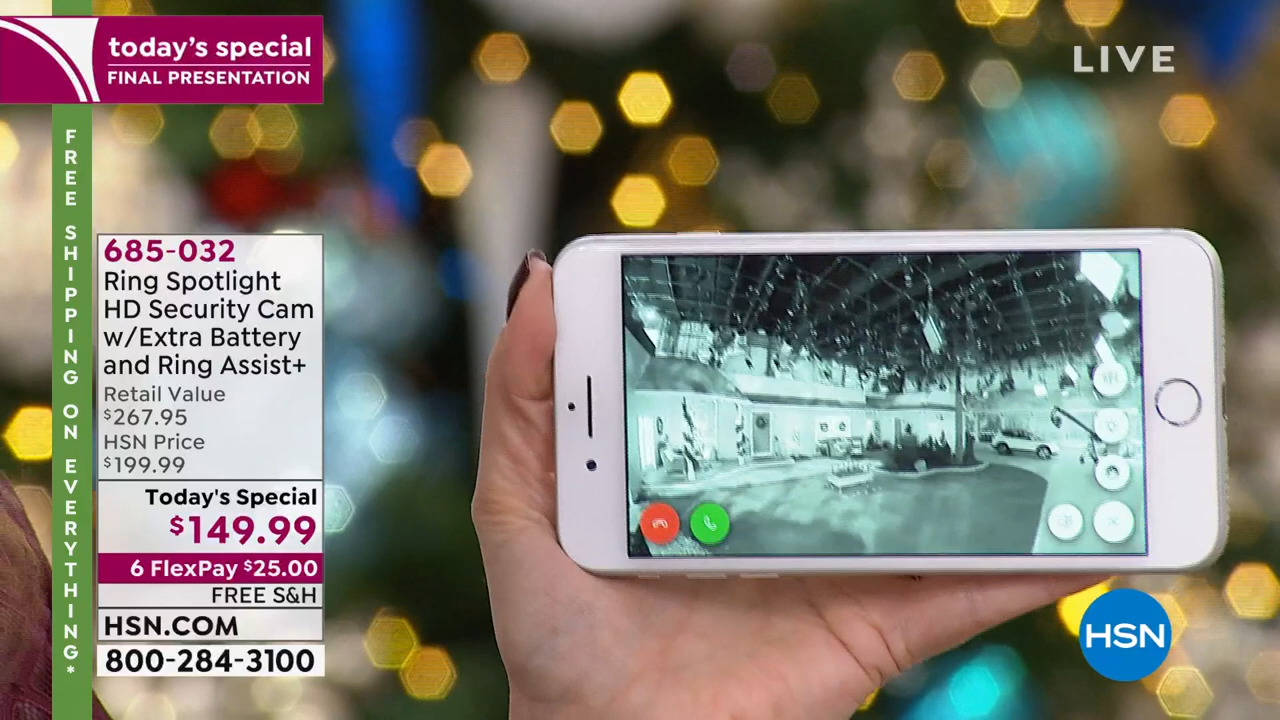 today's special
FINAL PRESENTATION
LIVE
FREE SHIPPING ON EVERYTHING*
685-032
Ring Spotlight
HD Security Cam
w/Extra Battery
and Ring Assist+
Retail Value
$267.95
HSN Price
$199.99
Today's Special
$149.99
6 FlexPay $25.00
FREE S&H
HSN.COM
800-284-3100
HSN